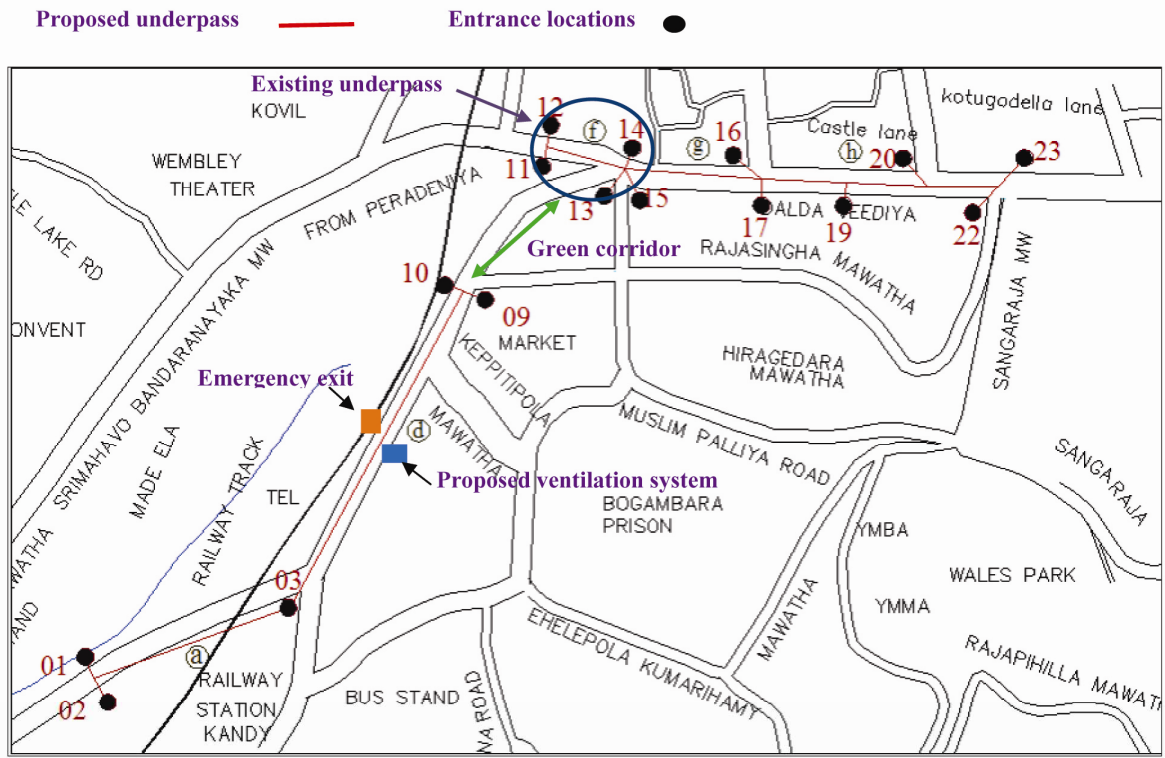 Proposed underpass
Entrance locations
Existing underpass
KOVIL
kotugodella lane
12
f
14
16
g
Castle lane
h
20
23
WEMBLEY
THEATER
11
FROM PERADENIYA
13
15
17
19
DALDA VEEDIYA
22
LE LAKE RD
Green corridor
RAJASINGHA MAWATHA
10
09
MARKET
ONVENT
SRIMAHAVO BANDARANAYAKA MW
SANGARAJA MW
HIRAGEDARA
MAWATHA
KEPPITIPOLA
MAWATHA
Emergency exit
d
MUSLIM PALLIYA ROAD
MADE ELA
RAILWAY TRACK
TEL
Proposed ventilation system
BOGAMBARA
PRISON
SANGARAJA
YMBA
WALES PARK
YMMA
WATHA
TAND
03
MAWATHA
EHELEPOLA KUMARIHAMY
RAJAPIHILLA MAWAT
01
02
a
RAILWAY
STATION
KANDY
BUS STAND
NA ROAD